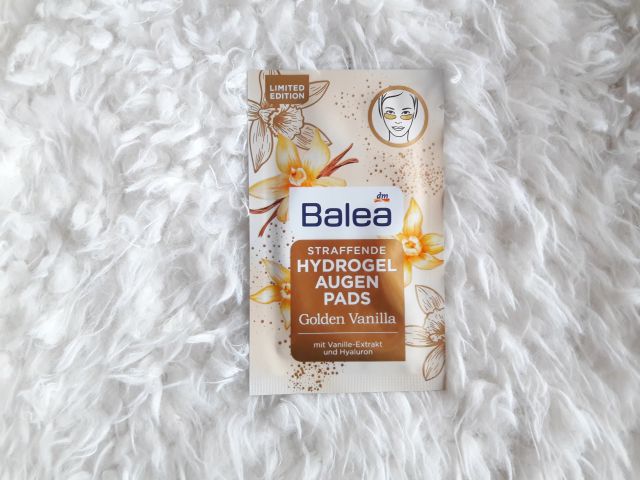 LIMITED
EDITION
dm
Balea
STRAFFENDE
HYDROGEL
AUGEN
PADS
Golden Vanilla
mit Vanille-Extrakt
und Hyaluron